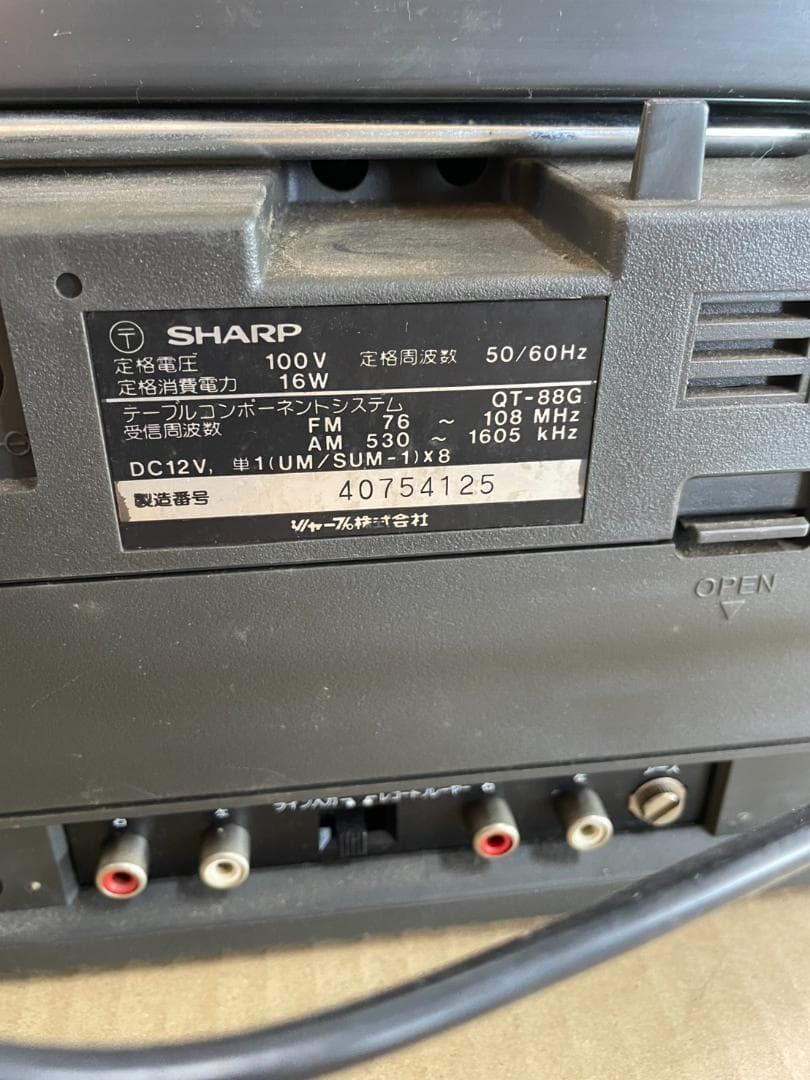 〒 SHARP
定格電圧 100V 定格周波数 50/60Hz
定格消費電力 16W
テーブルコンポーネントシステム QT-88G
受信周波数 FM 76 ~ 108 MHz
AM 530 ~ 1605 kHz
DC12V, 単1(UM/SUM-1)×8
製造番号 40754125
シャープ株式会社
OPEN